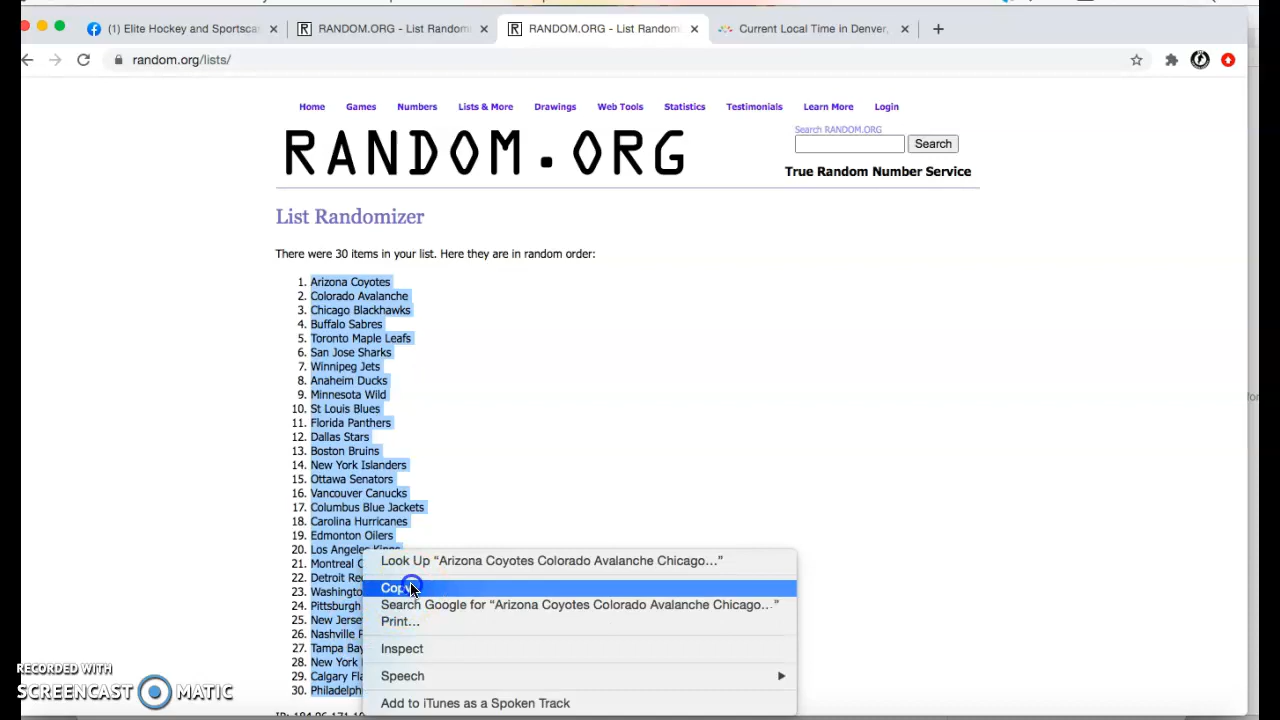 (1) Elite Hockey and Sportsca
RANDOM.ORG - List Random
RANDOM.ORG - List Random
Current Local Time in Denver,
random.org/lists/
Home Games Numbers Lists & More Drawings Web Tools Statistics Testimonials Learn More Login
RANDOM.ORG
Search RANDOM.ORG
Search
True Random Number Service
List Randomizer
There were 30 items in your list. Here they are in random order:
1. Arizona Coyotes
2. Colorado Avalanche
3. Chicago Blackhawks
4. Buffalo Sabres
5. Toronto Maple Leafs
6. San Jose Sharks
7. Winnipeg Jets
8. Anaheim Ducks
9. Minnesota Wild
10. St Louis Blues
11. Florida Panthers
12. Dallas Stars
13. Boston Bruins
14. New York Islanders
15. Ottawa Senators
16. Vancouver Canucks
17. Columbus Blue Jackets
18. Carolina Hurricanes
19. Edmonton Oilers
20. Los Angeles Kings
21. Montreal C
22. Detroit Re
23. Washingto
24. Pittsburgh
25. New Jerse
26. Nashville P
27. Tampa Bay
28. New York
29. Calgary Fla
30. Philadelph
Look Up “Arizona Coyotes Colorado Avalanche Chicago...”
Copy
Search Google for “Arizona Coyotes Colorado Avalanche Chicago...”
Print...
Inspect
Speech
Add to iTunes as a Spoken Track
RECORDED WITH
SCREENCAST MATIC